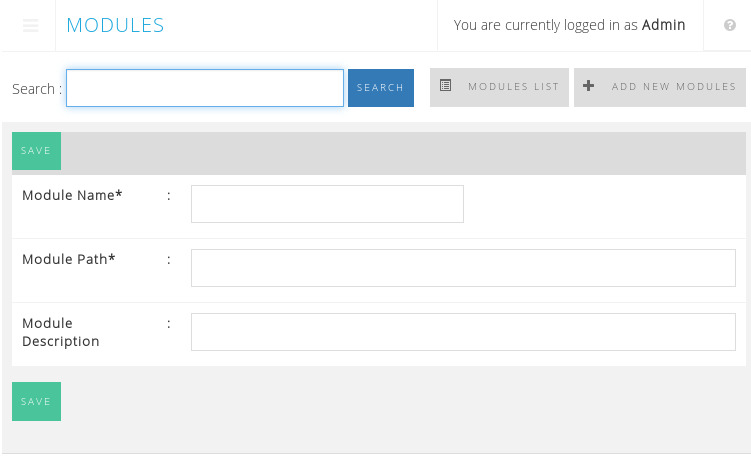 MODULES
You are currently logged in as Admin
Search :
SEARCH
MODULES LIST
ADD NEW MODULES
SAVE
Module Name* :
Module Path* :
Module :
Description
SAVE